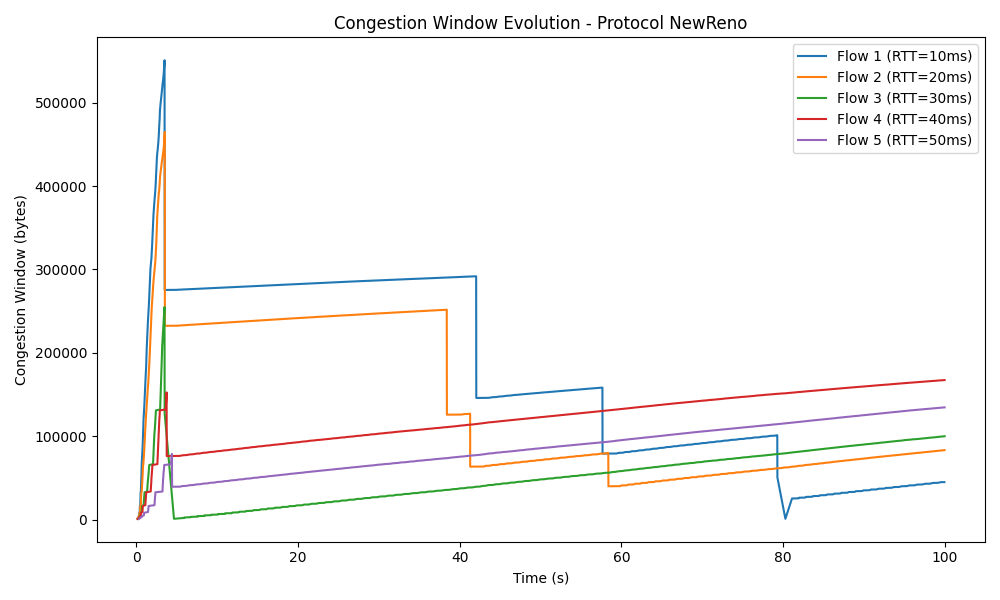 Congestion Window Evolution - Protocol NewReno
Flow 1 (RTT=10ms)
Flow 2 (RTT=20ms)
Flow 3 (RTT=30ms)
Flow 4 (RTT=40ms)
Flow 5 (RTT=50ms)
Congestion Window (bytes)
500000
400000
300000
200000
100000
0
0 20 40 60 80 100
Time (s)